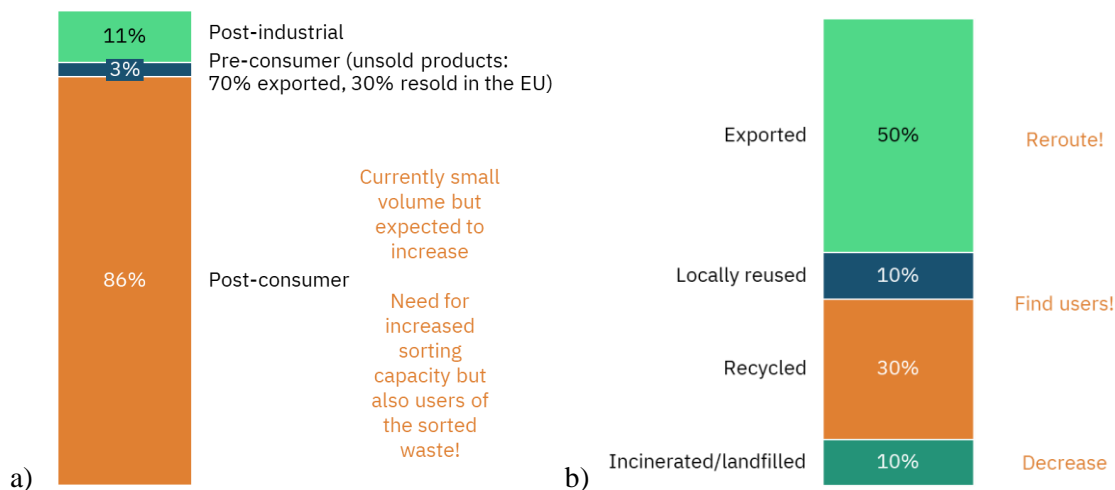 11%
Post-industrial
3%
Pre-consumer (unsold products:
70% exported, 30% resold in the EU)
Currently small
volume but
expected to
increase
86%
Post-consumer
Need for
increased
sorting
capacity but
also users of
the sorted
waste!
a)
Exported
50%
Reroute!
Locally reused
10%
Find users!
Recycled
30%
Incinerated/landfilled
10%
Decrease
b)